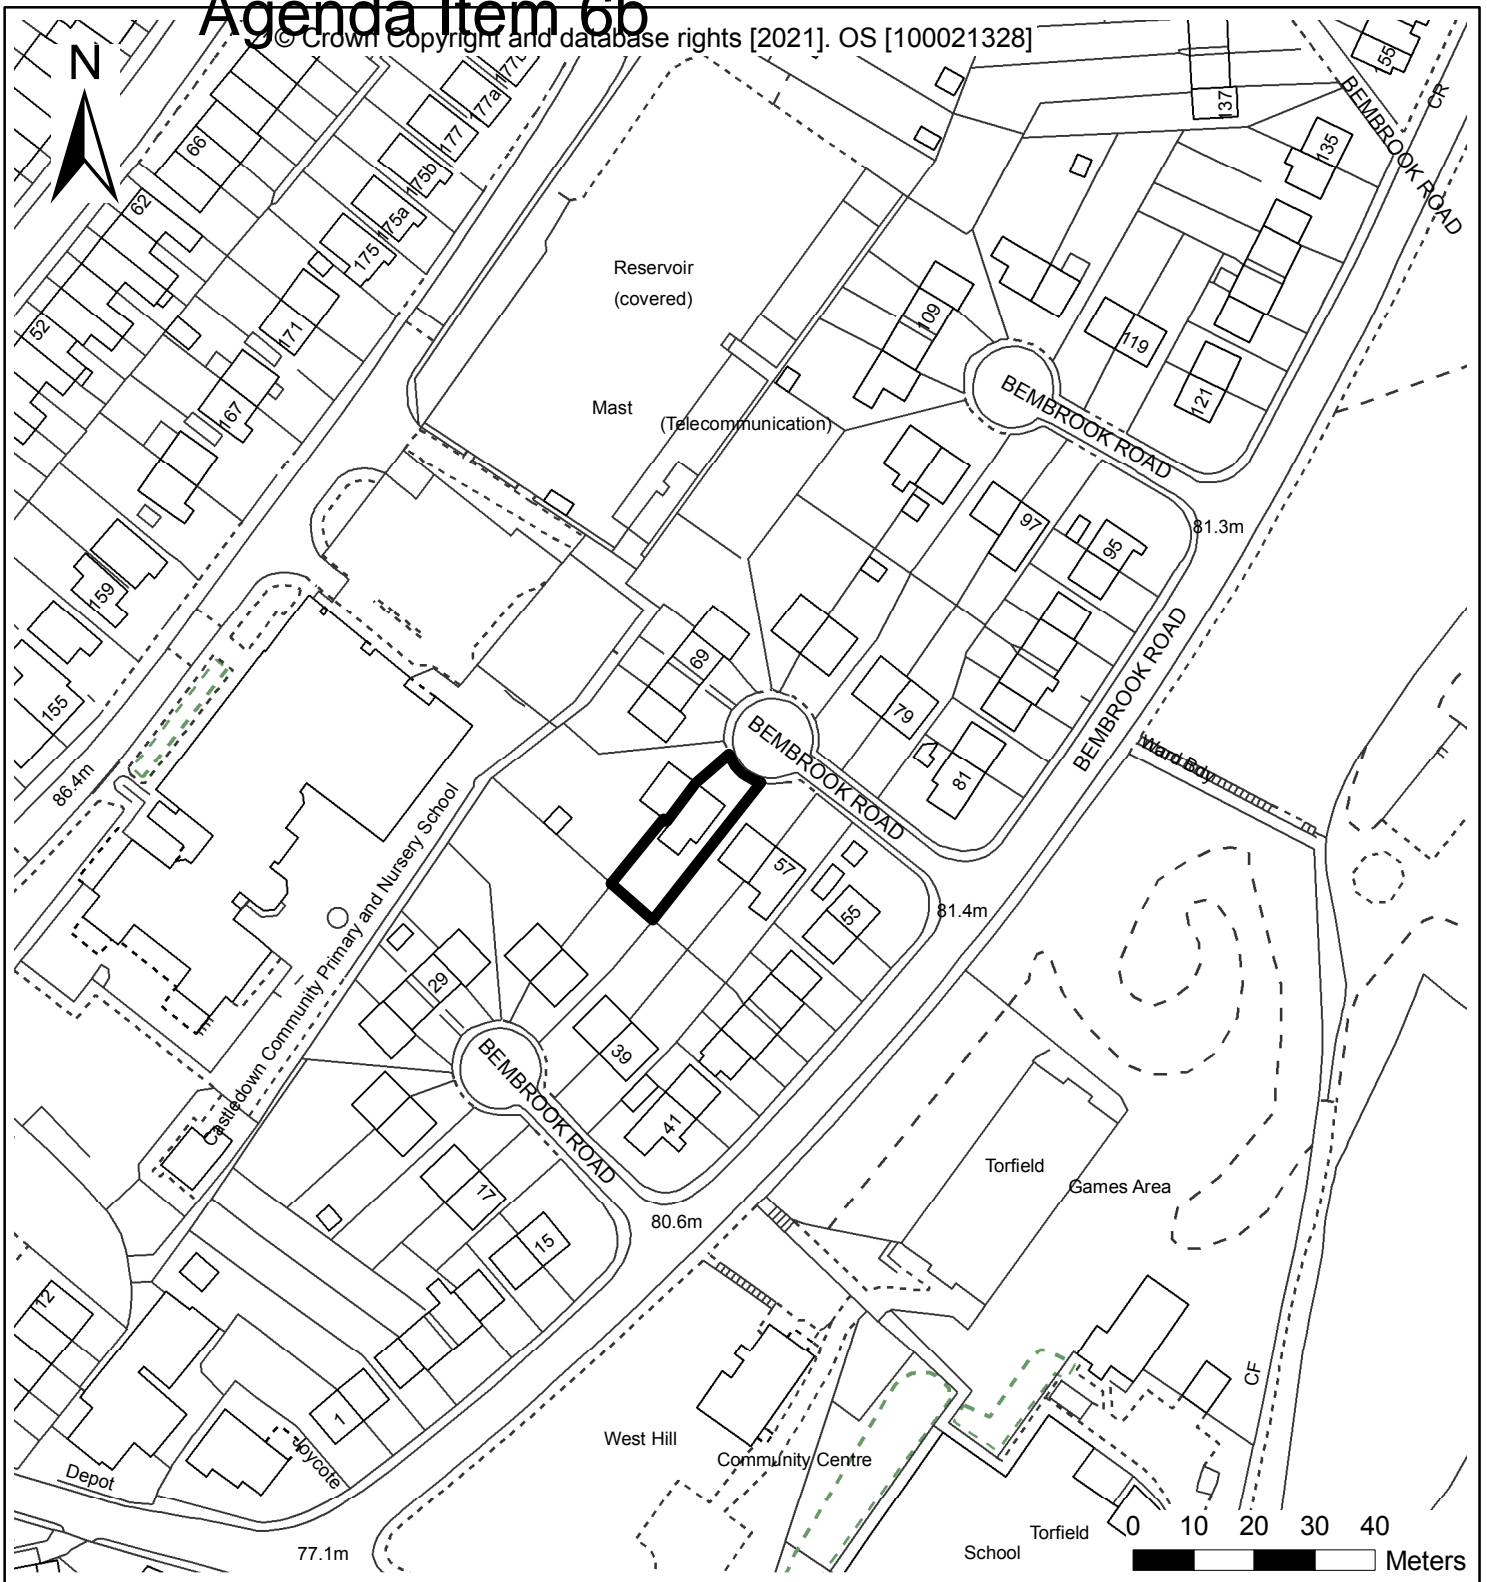 Agenda Item 6b
© Crown Copyright and database rights [2021]. OS [100021328]
N
177a
177
175b
175a
175
66
62
52
171
167
159
155
137
155
CR
BEMBROOK ROAD
135
Reservoir
(covered)
109
119
121
Mast
(Telecommunication)
BEMBROOK ROAD
97
95
81.3m
69
79
81
BEMBROOK ROAD
BEMBROOK ROAD
Ward Bdy
86.4m
57
55
81.4m
Castledown Community Primary and Nursery School
29
39
41
BEMBROOK ROAD
17
15
80.6m
Torfield
Games Area
12
1
Joycote
Depot
77.1m
West Hill
Community Centre
CF
Torfield
School
0 10 20 30 40
Meters